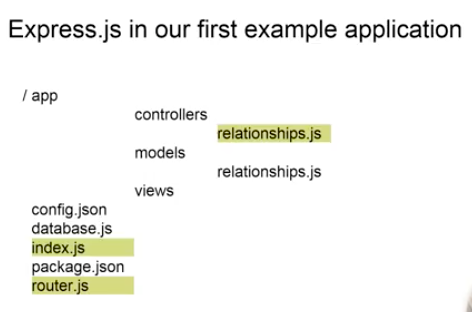 Express.js in our first example application
/ app
controllers
relationships.js
models
relationships.js
views
config.json
database.js
index.js
package.json
router.js